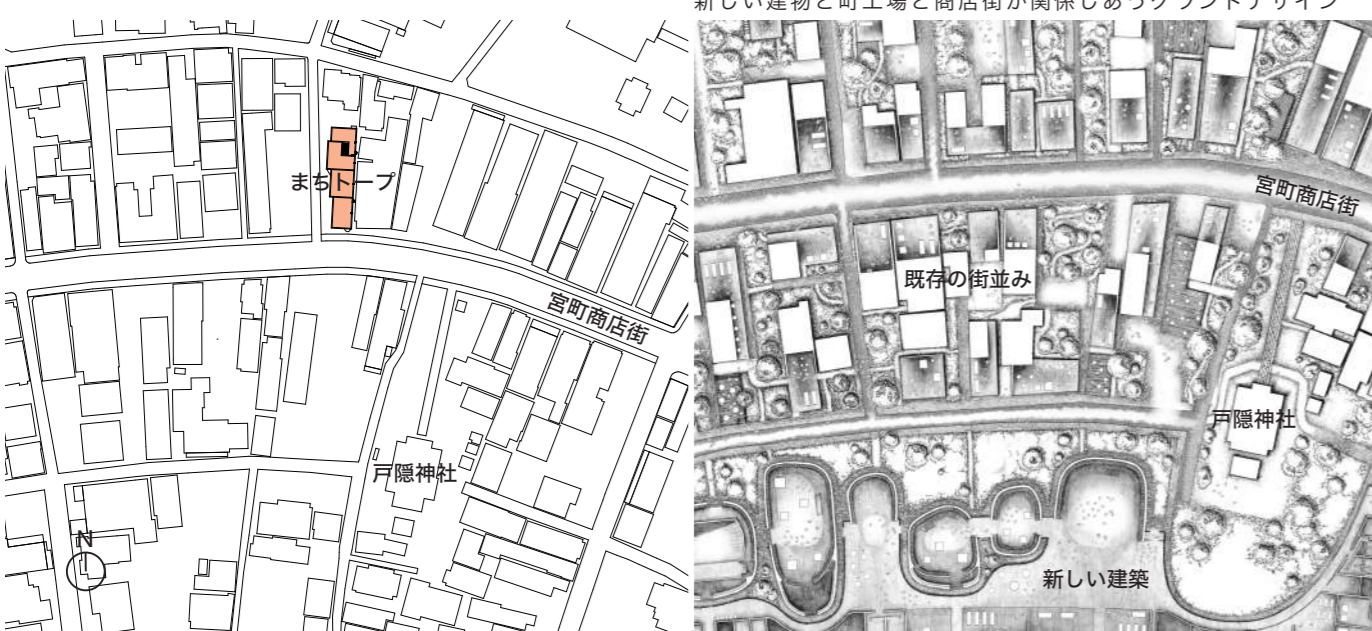 新しい建物と町工場と商店街が関係しあうグランドデザイン
まちトープ
宮町商店街
戸隠神社
N
宮町商店街
既存の街並み
戸隠神社
新しい建築